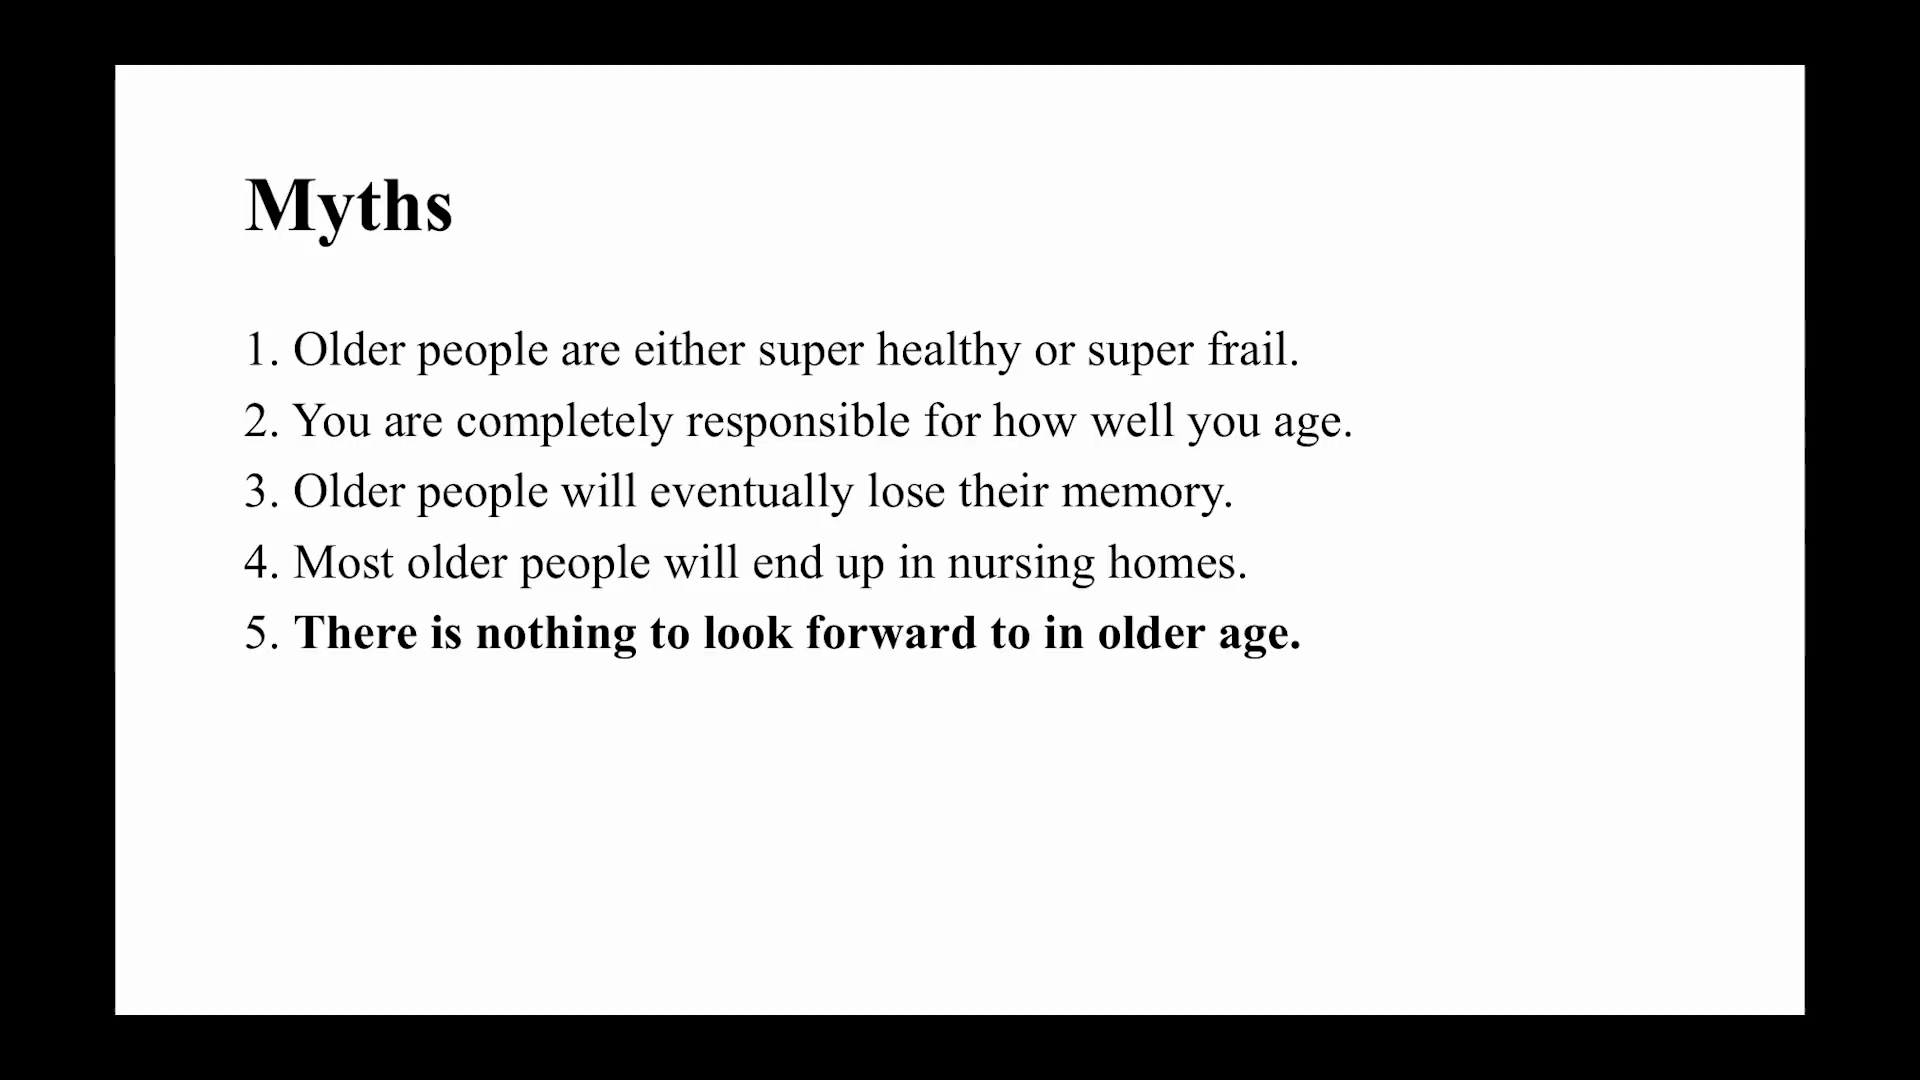 Myths
1. Older people are either super healthy or super frail.
2. You are completely responsible for how well you age.
3. Older people will eventually lose their memory.
4. Most older people will end up in nursing homes.
5. There is nothing to look forward to in older age.